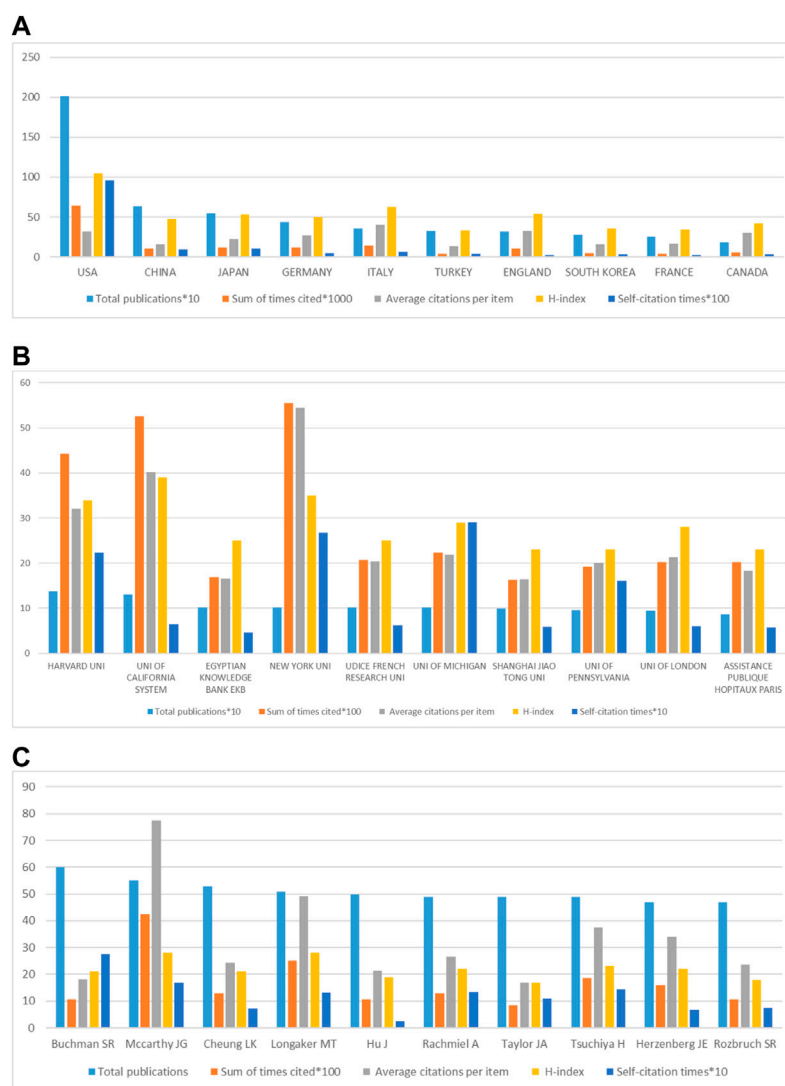 A
250
200
150
100
50
0
USA CHINA JAPAN GERMANY ITALY TURKEY ENGLAND SOUTH KOREA FRANCE CANADA
Total publications*10 Sum of times cited*1000 Average citations per item H-index Self-citation times*100
B
60
50
40
30
20
10
0
HARVARD UNI UNI OF CALIFORNIA SYSTEM EGYPTIAN KNOWLEDGE BANK EKB NEW YORK UNI UDICE FRENCH RESEARCH UNI UNI OF MICHIGAN SHANGHAI JIAO TONG UNI UNI OF PENNSYLVANIA UNI OF LONDON ASSISTANCE PUBLIQUE HOPITAUX PARIS
Total publications*10 Sum of times cited*100 Average citations per item H-index Self-citation times*10
C
90
80
70
60
50
40
30
20
10
0
Buchman SR Mccarthy JG Cheung LK Longaker MT Hu J Rachmiel A Taylor JA Tsuchiya H Herzenberg JE Rozbruch SR
Total publications Sum of times cited*100 Average citations per item H-index Self-citation times*10